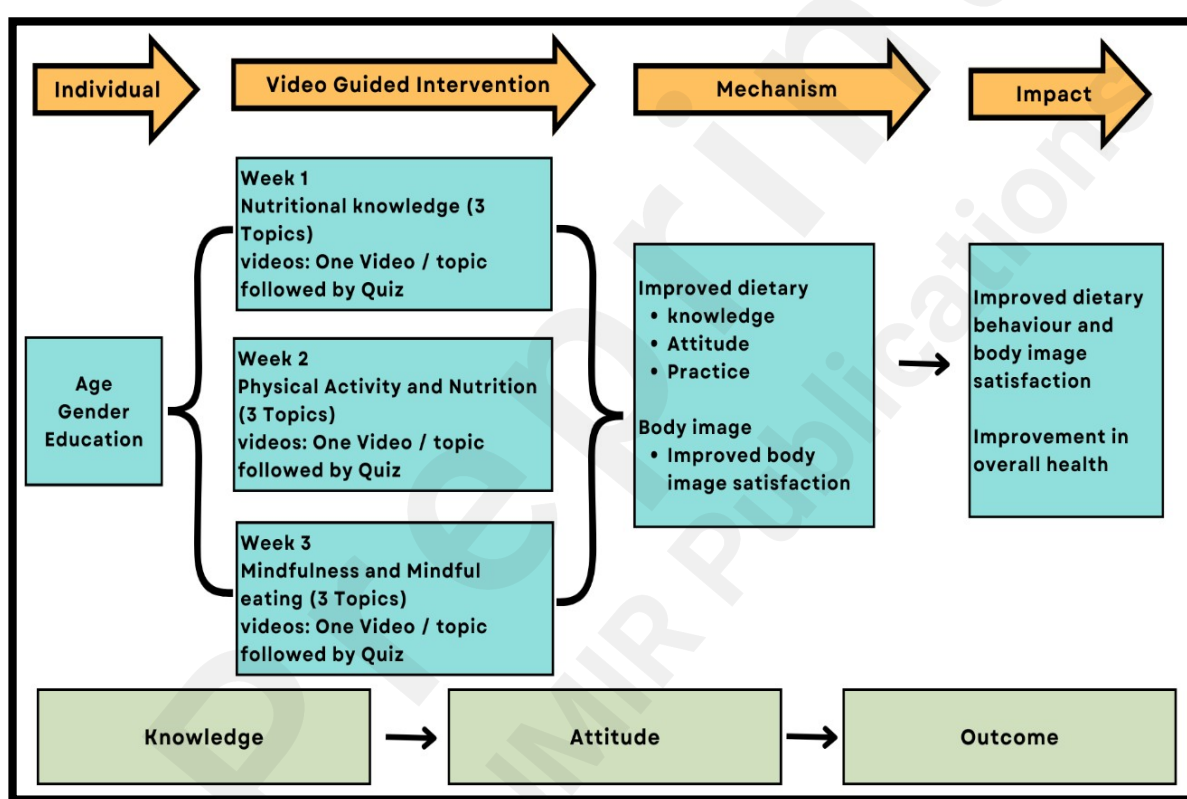 Individual
Video Guided Intervention
Mechanism
Impact
Age
Gender
Education
Week 1
Nutritional knowledge (3
Topics)
videos: One Video / topic
followed by Quiz
Week 2
Physical Activity and Nutrition
(3 Topics)
videos: One Video / topic
followed by Quiz
Week 3
Mindfulness and Mindful
eating (3 Topics)
videos: One Video / topic
followed by Quiz
Improved dietary
• knowledge
• Attitude
• Practice
Body image
• Improved body
image satisfaction
Improved dietary
behaviour and
body image
satisfaction
Improvement in
overall health
Knowledge
Attitude
Outcome
Preprint
JMIR Publications